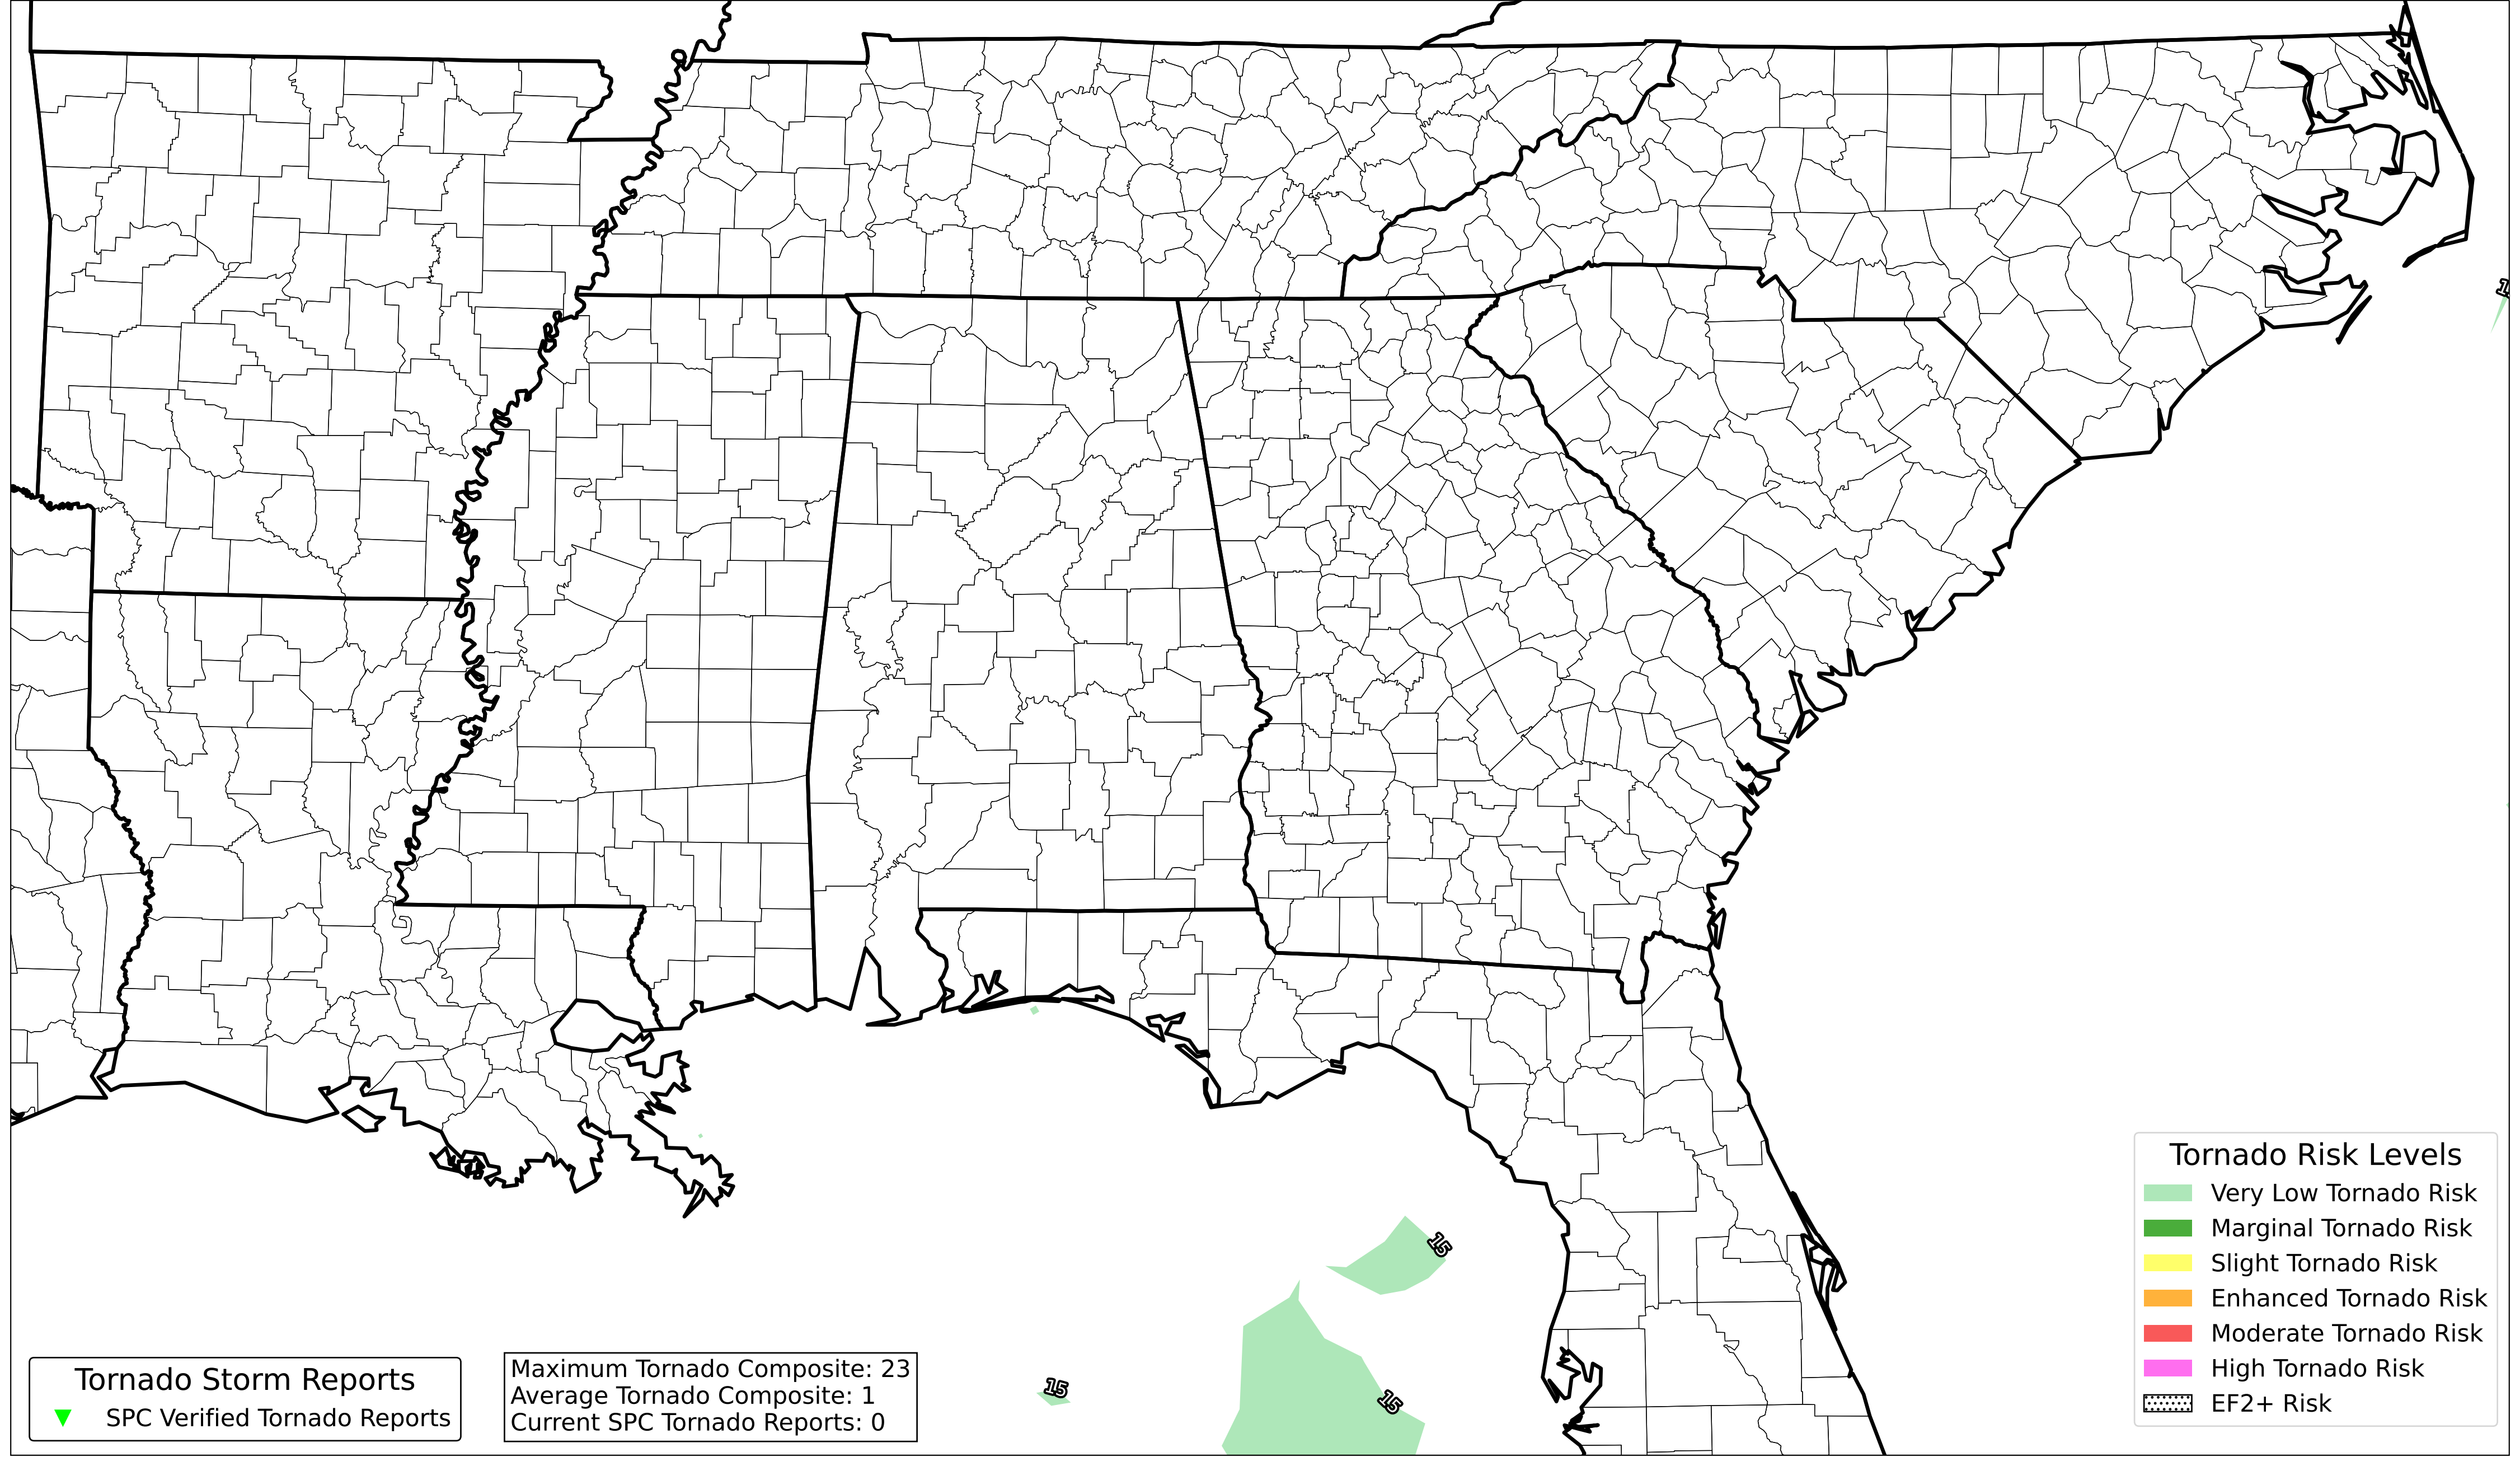 15
15
15
Tornado Storm Reports
SPC Verified Tornado Reports
Maximum Tornado Composite: 23
Average Tornado Composite: 1
Current SPC Tornado Reports: 0
Tornado Risk Levels
Very Low Tornado Risk
Marginal Tornado Risk
Slight Tornado Risk
Enhanced Tornado Risk
Moderate Tornado Risk
High Tornado Risk
EF2+ Risk